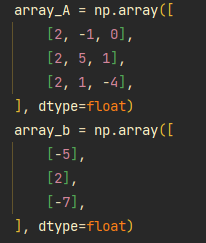 array_A = np.array([
    [2, -1, 0],
    [2, 5, 1],
    [2, 1, -4],
], dtype=float)
array_b = np.array([
    [-5],
    [2],
    [-7],
], dtype=float)